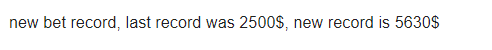 new bet record, last record was 2500$, new record is 5630$